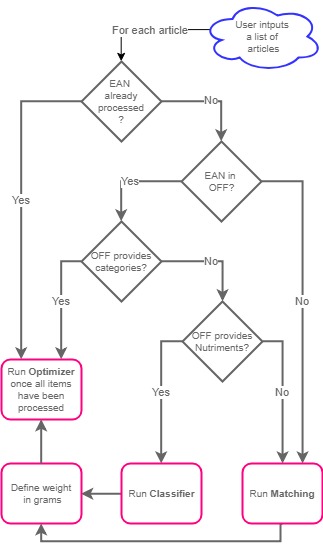 User intputs
a list of
articles
For each article
EAN
already
processed
?
No
Yes
EAN in
OFF?
Yes
No
OFF provides
categories?
No
Yes
OFF provides
Nutriments?
Yes
No
Run Optimizer
once all items
have been
processed
Define weight
in grams
Run Classifier
Run Matching